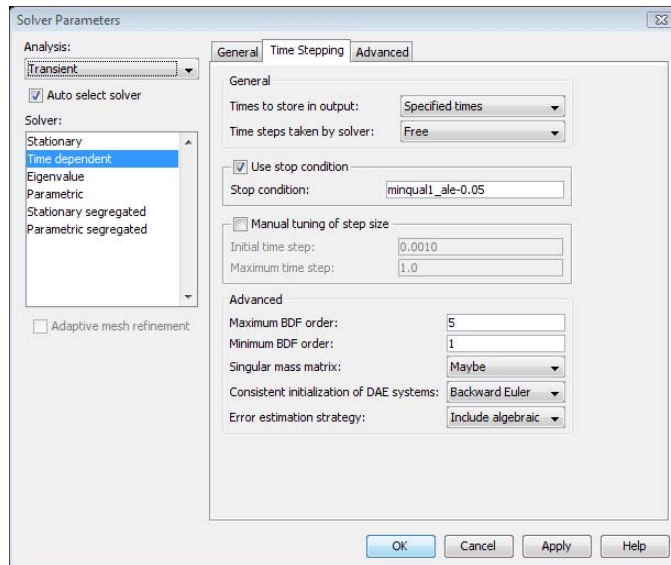 Solver Parameters
Analysis:
Transient
Auto select solver
Solver:
Stationary
Time dependent
Eigenvalue
Parametric
Stationary segregated
Parametric segregated
Adaptive mesh refinement
General Time Stepping Advanced
General
Times to store in output: Specified times
Time steps taken by solver: Free
Use stop condition
Stop condition: minqual1_ale-0.05
Manual tuning of step size
Initial time step: 0.0010
Maximum time step: 1.0
Advanced
Maximum BDF order: 5
Minimum BDF order: 1
Singular mass matrix: Maybe
Consistent initialization of DAE systems: Backward Euler
Error estimation strategy: Include algebraic
OK Cancel Apply Help